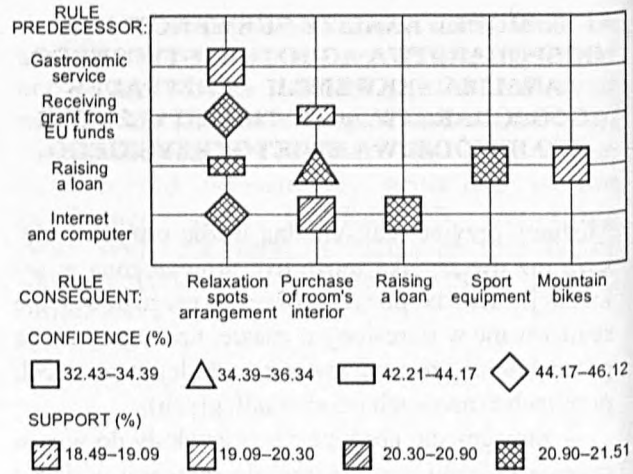 RULE
PREDECESSOR:
Gastronomic
service
Receiving
grant from
EU funds
Raising
a loan
Internet
and computer
RULE
CONSEQUENT:
Relaxation
spots
arrangement
Purchase
of room's
interior
Raising
a loan
Sport
equipment
Mountain
bikes
CONFIDENCE (%)
32.43–34.39 34.39–36.34 42.21–44.17 44.17–46.12
SUPPORT (%)
18.49–19.09 19.09–20.30 20.30–20.90 20.90–21.51